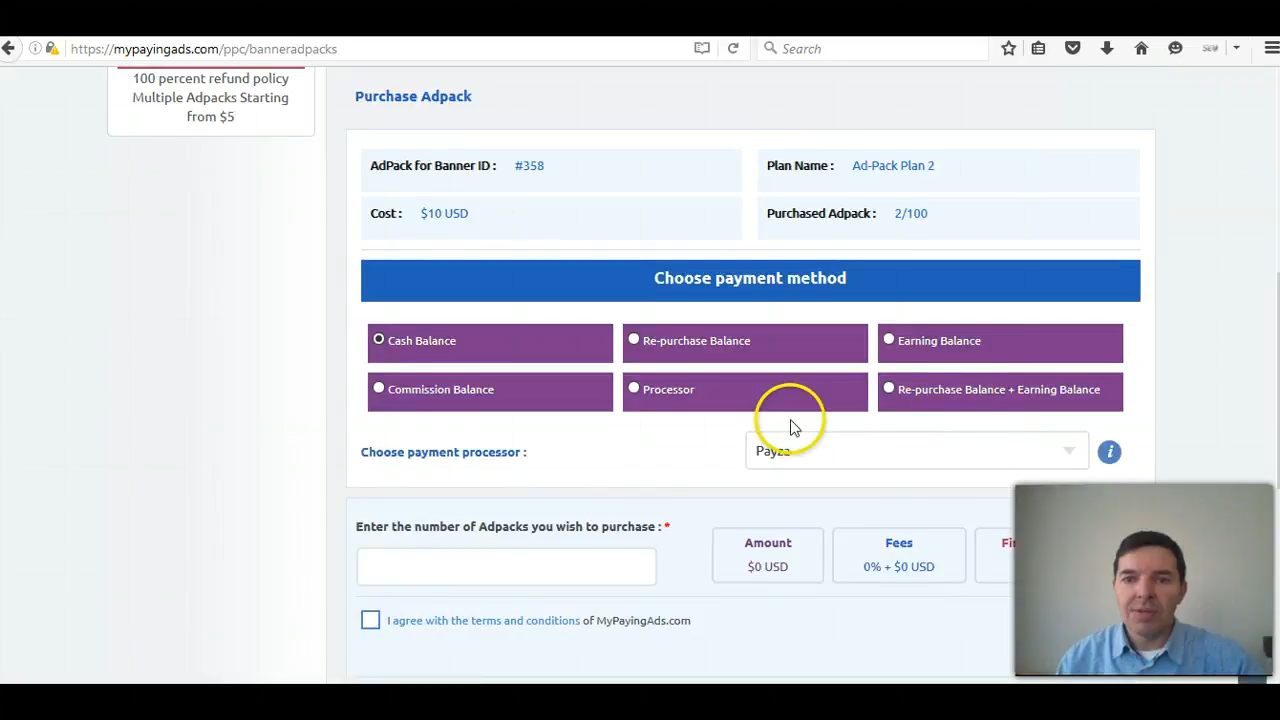 https://mypayingads.com/ppc/banneradpacks
Search
100 percent refund policy
Multiple Adpacks Starting
from $5
Purchase Adpack
AdPack for Banner ID : #358
Plan Name : Ad-Pack Plan 2
Cost : $10 USD
Purchased Adpack : 2/100
Choose payment method
Cash Balance
Re-purchase Balance
Earning Balance
Commission Balance
Processor
Re-purchase Balance + Earning Balance
Choose payment processor :
Payza
Enter the number of Adpacks you wish to purchase : *
Amount
$0 USD
Fees
0% + $0 USD
I agree with the terms and conditions of MyPayingAds.com